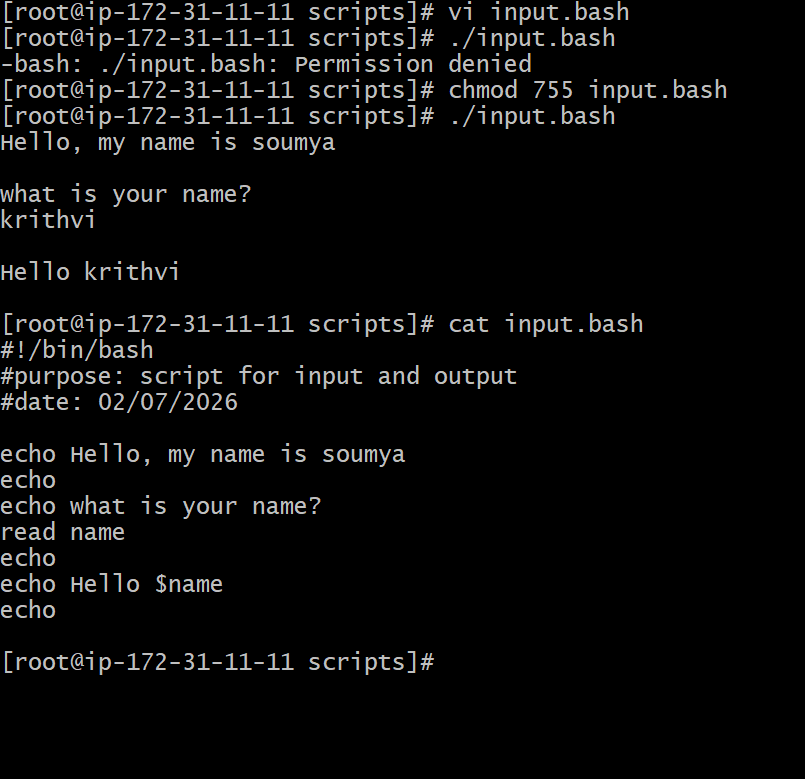 [root@ip-172-31-11-11 scripts]# vi input.bash
[root@ip-172-31-11-11 scripts]# ./input.bash
-bash: ./input.bash: Permission denied
[root@ip-172-31-11-11 scripts]# chmod 755 input.bash
[root@ip-172-31-11-11 scripts]# ./input.bash
Hello, my name is soumya

what is your name?
krithvi

Hello krithvi

[root@ip-172-31-11-11 scripts]# cat input.bash
#!/bin/bash
#purpose: script for input and output
#date: 02/07/2026

echo Hello, my name is soumya
echo
echo what is your name?
read name
echo
echo Hello $name
echo

[root@ip-172-31-11-11 scripts]#